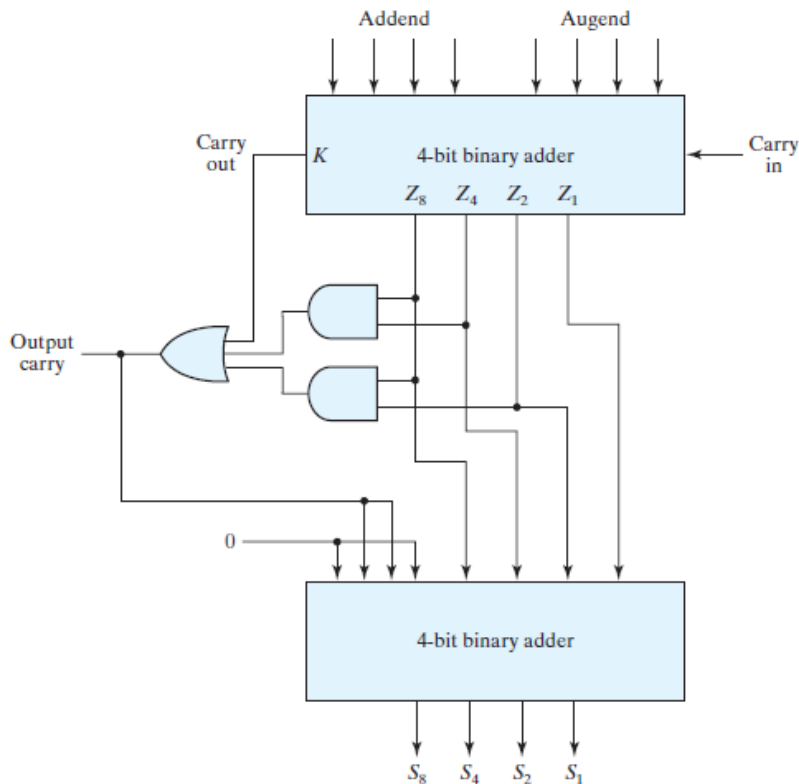 Addend Augend
Carry
out
K
4-bit binary adder
Carry
in
Z8 Z4 Z2 Z1
Output
carry
0
4-bit binary adder
S8 S4 S2 S1